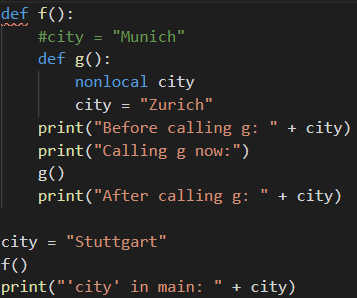 def f():
    #city = "Munich"
    def g():
        nonlocal city
        city = "Zurich"
    print("Before calling g: " + city)
    print("Calling g now:")
    g()
    print("After calling g: " + city)

city = "Stuttgart"
f()
print("'city' in main: " + city)